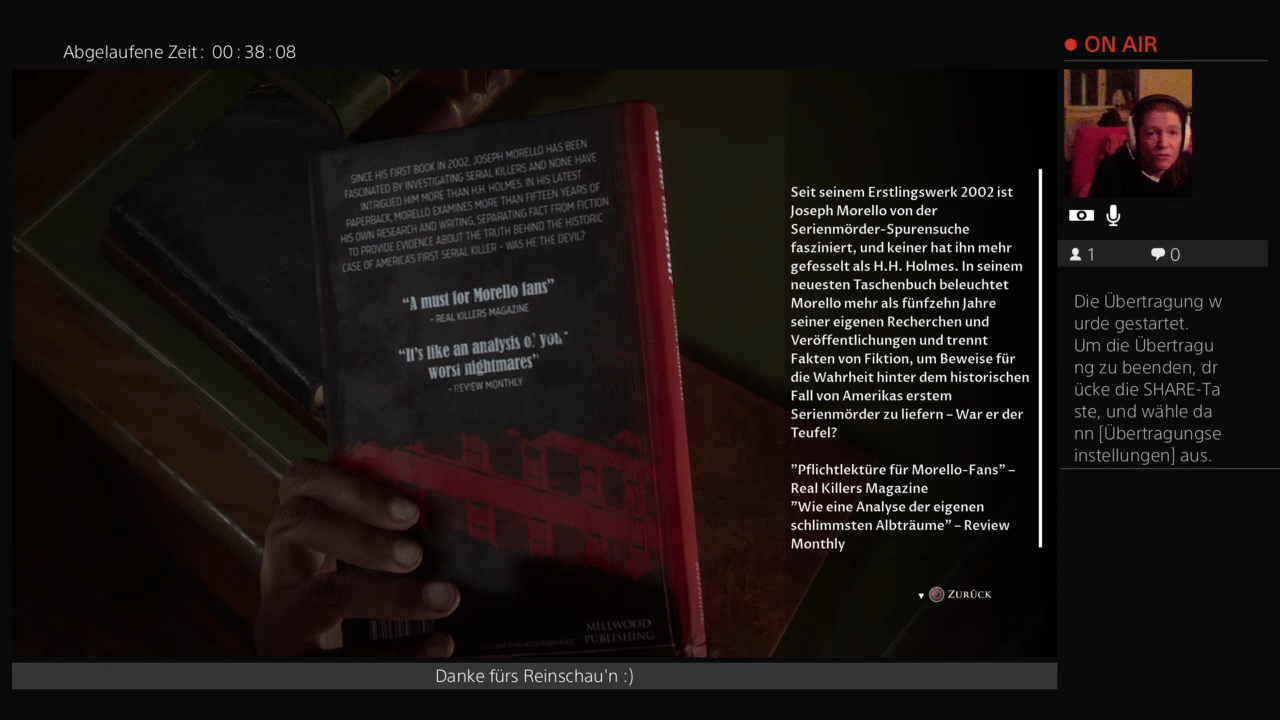 Abgelaufene Zeit: 00:38:08
ON AIR
SINCE HIS FIRST BOOK IN 2002, JOSEPH MORELLO HAS BEEN
FASCINATED BY INVESTIGATING SERIAL KILLERS AND NONE HAVE
INTRIGUED HIM MORE THAN H.H. HOLMES. IN HIS LATEST
PAPERBACK, MORELLO EXAMINES MORE THAN FIFTEEN YEARS OF
HIS OWN RESEARCH AND WRITING, SEPARATING FACT FROM FICTION
TO PROVIDE EVIDENCE ABOUT THE TRUTH BEHIND THE HISTORIC
CASE OF AMERICA'S FIRST SERIAL KILLER - WAS HE THE DEVIL?
“A must for Morello fans”
- REAL KILLERS MAGAZINE
“It's like an analysis of your
worst nightmares”
- REVIEW MONTHLY
MILLWOOD
PUBLISHING
Seit seinem Erstlingswerk 2002 ist
Joseph Morello von der
Serienmörder-Spurensuche
fasziniert, und keiner hat ihn mehr
gefesselt als H.H. Holmes. In seinem
neuesten Taschenbuch beleuchtet
Morello mehr als fünfzehn Jahre
seiner eigenen Recherchen und
Veröffentlichungen und trennt
Fakten von Fiktion, um Beweise für
die Wahrheit hinter dem historischen
Fall von Amerikas erstem
Serienmörder zu liefern – War er der
Teufel?
”Pflichtlektüre für Morello-Fans” –
Real Killers Magazine
”Wie eine Analyse der eigenen
schlimmsten Albträume” – Review
Monthly
ZURÜCK
1
0
Die Übertragung w
urde gestartet.
Um die Übertragu
ng zu beenden, dr
ücke die SHARE-Ta
ste, und wähle da
nn [Übertragungse
instellungen] aus.
Danke fürs Reinschau'n :)